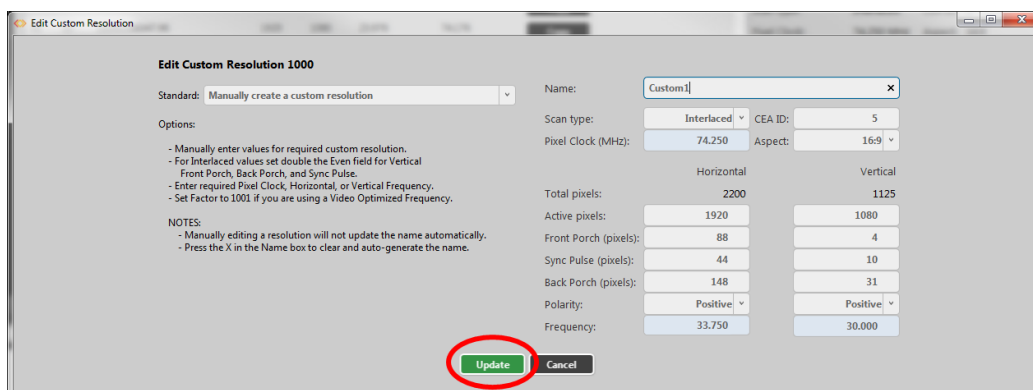 Edit Custom Resolution
Edit Custom Resolution 1000
Standard: Manually create a custom resolution
Options:
- Manually enter values for required custom resolution.
- For Interlaced values set double the Even field for Vertical
Front Porch, Back Porch, and Sync Pulse.
- Enter required Pixel Clock, Horizontal, or Vertical Frequency.
- Set Factor to 1001 if you are using a Video Optimized Frequency.
NOTES:
- Manually editing a resolution will not update the name automatically.
- Press the X in the Name box to clear and auto-generate the name.
Name: Custom1
Scan type: Interlaced CEA ID: 5
Pixel Clock (MHz): 74.250 Aspect: 16:9
Horizontal Vertical
Total pixels: 2200 1125
Active pixels: 1920 1080
Front Porch (pixels): 88 4
Sync Pulse (pixels): 44 10
Back Porch (pixels): 148 31
Polarity: Positive Positive
Frequency: 33.750 30.000
Update Cancel